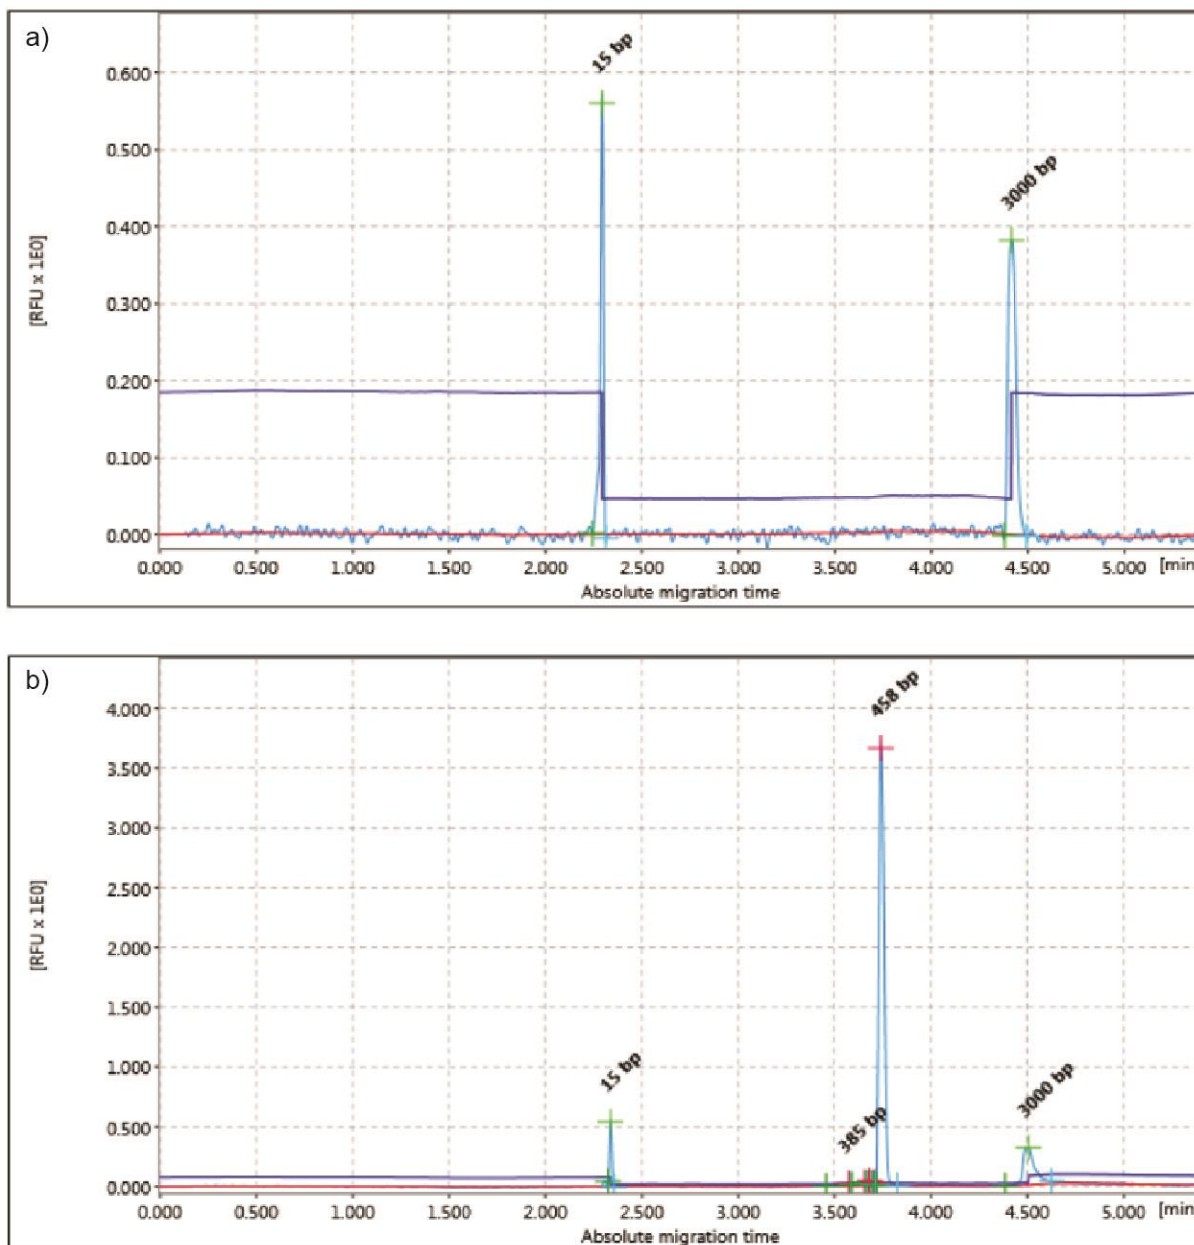 a)
15 bp
3000 bp
0.600
0.500
0.400
0.300
0.200
0.100
0.000
[RFU x 1E0]
0.000 0.500 1.000 1.500 2.000 2.500 3.000 3.500 4.000 4.500 5.000 [min
Absolute migration time
b)
458 bp
15 bp
385 bp
3000 bp
4.000
3.500
3.000
2.500
2.000
1.500
1.000
0.500
0.000
[RFU x 1E0]
0.000 0.500 1.000 1.500 2.000 2.500 3.000 3.500 4.000 4.500 5.000 [min
Absolute migration time